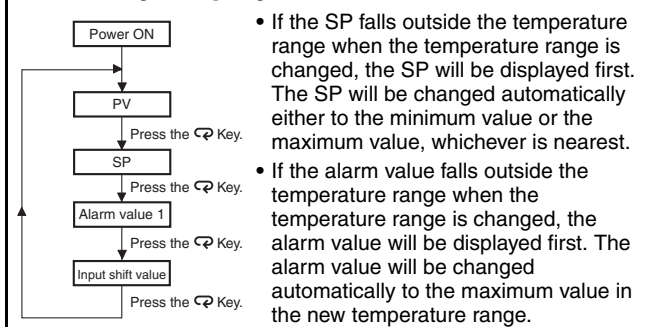 Power ON
PV
Press the Key.
SP
Press the Key.
Alarm value 1
Press the Key.
Input shift value
Press the Key.
• If the SP falls outside the temperature
range when the temperature range is
changed, the SP will be displayed first.
The SP will be changed automatically
either to the minimum value or the
maximum value, whichever is nearest.
• If the alarm value falls outside the
temperature range when the
temperature range is changed, the
alarm value will be displayed first. The
alarm value will be changed
automatically to the maximum value in
the new temperature range.